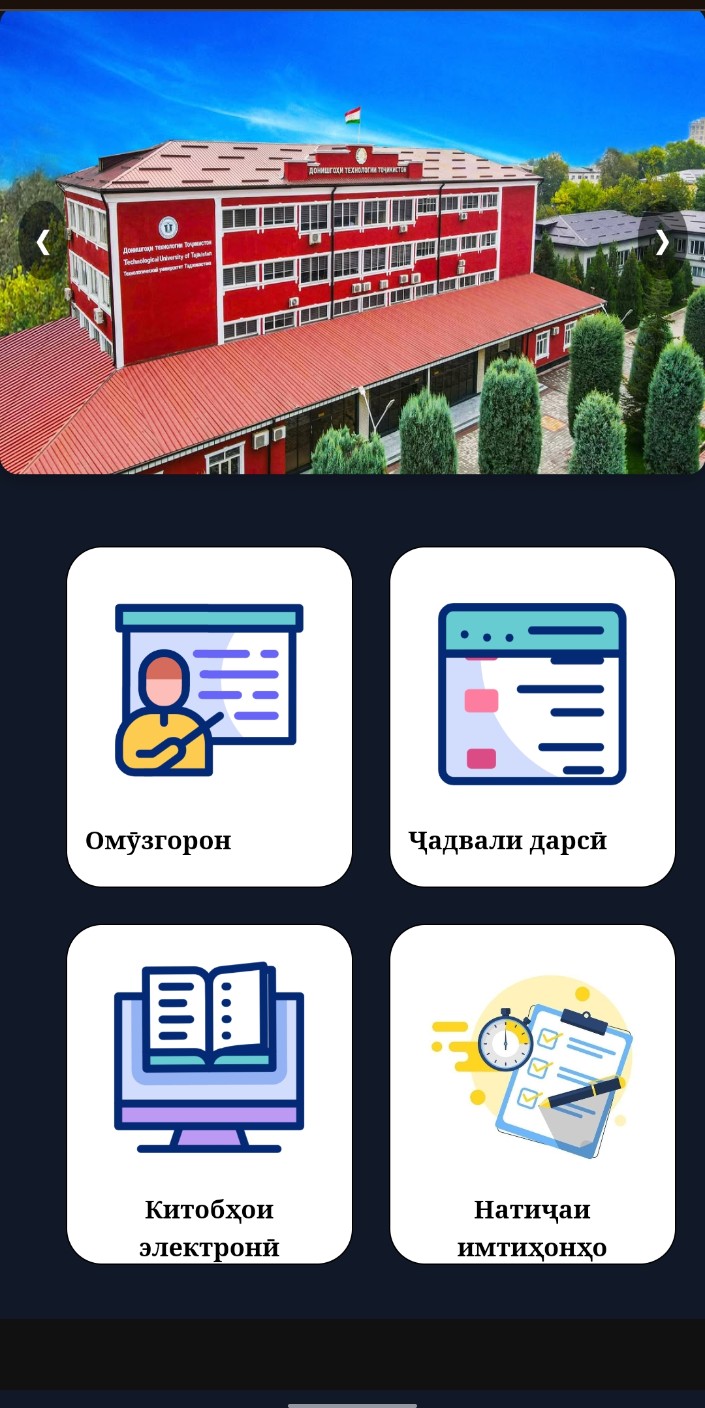 ДОНИШГОҲИ ТЕХНОЛОГИИ ТОҶИКИСТОН
Донишгоҳи технологии Тоҷикистон
Technological University of Tajikistan
Технологический университет Таджикистана
Омӯзгорон
Ҷадвали дарсӣ
Китобҳои
электронӣ
Натиҷаи
имтиҳонҳо